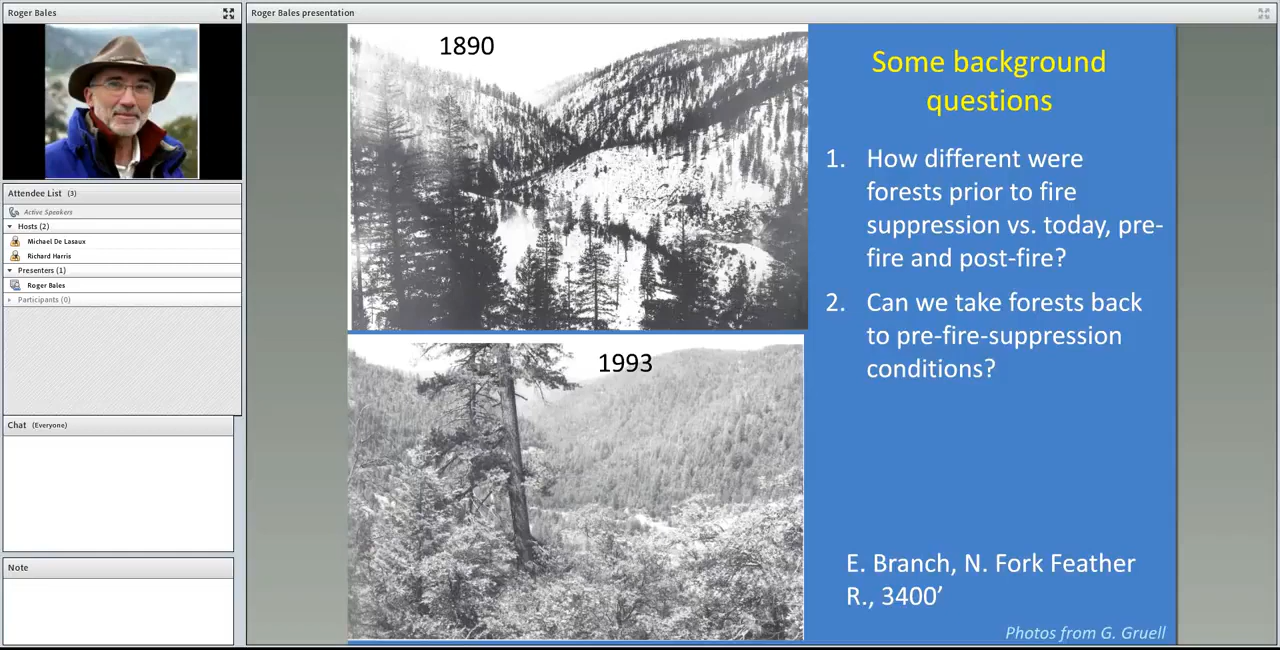 Roger Bales
Attendee List (3)
Active Speakers
Hosts (2)
Michael De Lasaux
Richard Harris
Presenters (1)
Roger Bales
Participants (0)
Chat (Everyone)
Note
Roger Bales presentation
1890
1993
Some background
questions
1. How different were
forests prior to fire
suppression vs. today, pre-
fire and post-fire?
2. Can we take forests back
to pre-fire-suppression
conditions?
E. Branch, N. Fork Feather
R., 3400’
Photos from G. Gruell